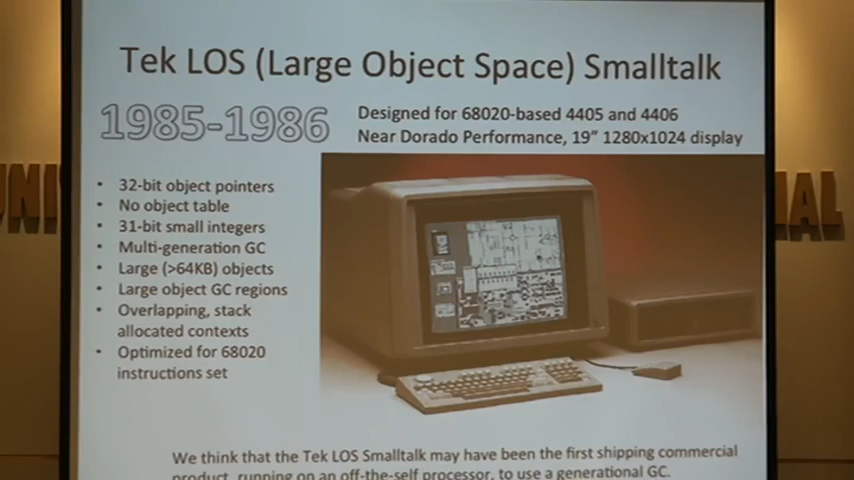 Tek LOS (Large Object Space) Smalltalk
1985-1986
Designed for 68020-based 4405 and 4406
Near Dorado Performance, 19” 1280x1024 display
• 32-bit object pointers
• No object table
• 31-bit small integers
• Multi-generation GC
• Large (>64KB) objects
• Large object GC regions
• Overlapping, stack
allocated contexts
• Optimized for 68020
instructions set
We think that the Tek LOS Smalltalk may have been the first shipping commercial
product, running on an off-the-self processor, to use a generational GC.